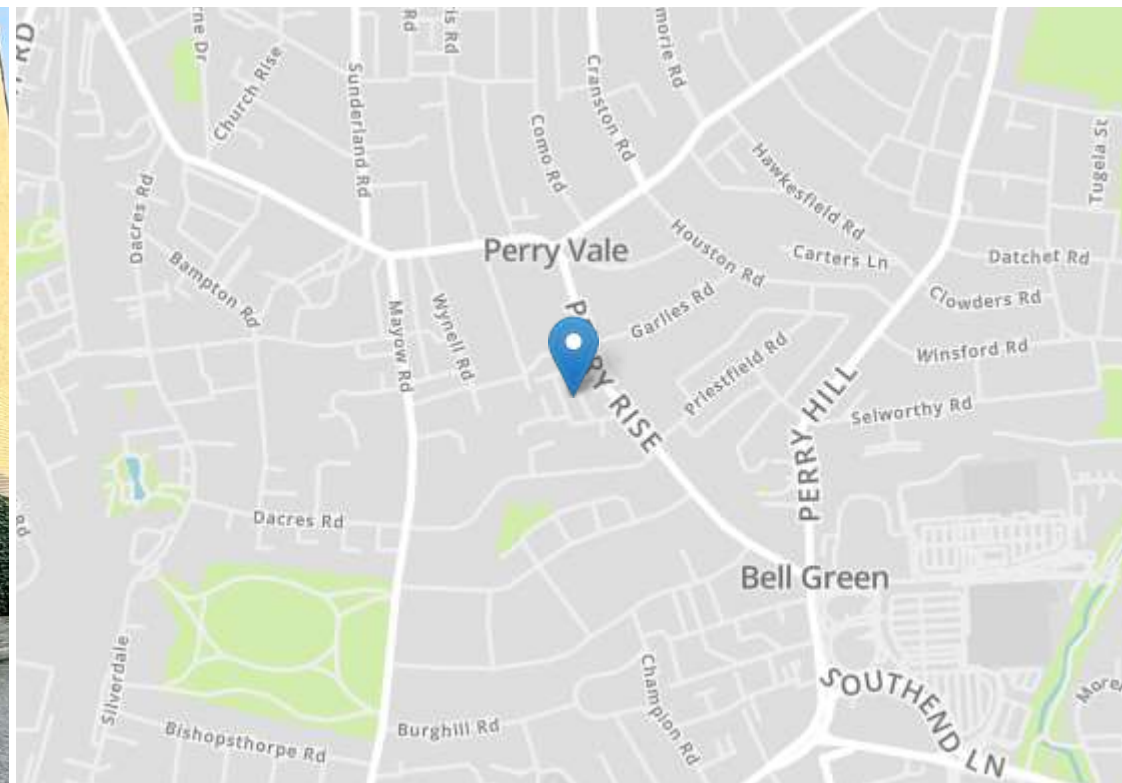 Church Rise
Sunderland Rd
Cranston Rd
Como Rd
Hawkesfield Rd
Tugela St
Dacres Rd
Bampton Rd
Perry Vale
Houston Rd
Carters Ln
Datchet Rd
Clowders Rd
Mayow Rd
Wynell Rd
Garlies Rd
Winsford Rd
Priestfield Rd
Selworthy Rd
PERRY RISE
PERRY HILL
Dacres Rd
Bell Green
Silverdale
Champion Rd
SOUTHEND LN
Burghill Rd
Bishopsthorpe Rd